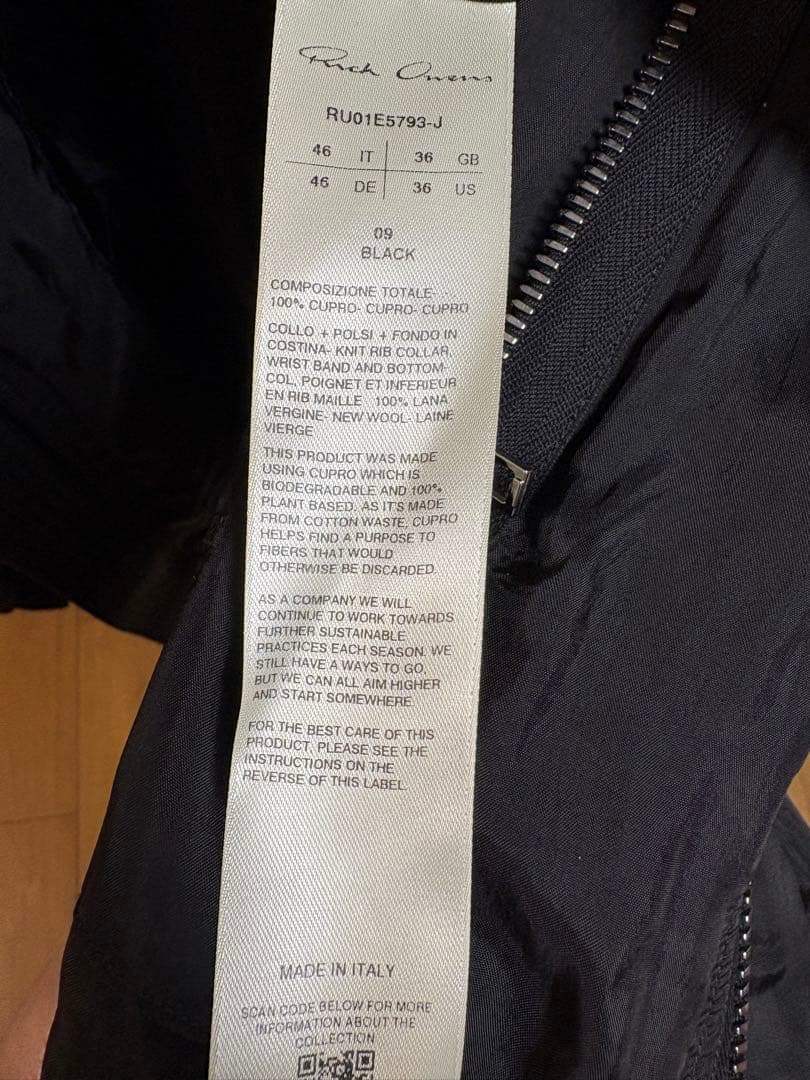 Rick Owens
RU01E5793-J
46 IT 36 GB
46 DE 36 US
09
BLACK
COMPOSIZIONE TOTALE-
100% CUPRO- CUPRO- CUPRO
COLLO + POLSI + FONDO IN
COSTINA- KNIT RIB COLLAR,
WRIST BAND AND BOTTOM-
COL, POIGNET ET INFERIEUR
EN RIB MAILLE 100% LANA
VERGINE- NEW WOOL- LAINE
VIERGE
THIS PRODUCT WAS MADE
USING CUPRO WHICH IS
BIODEGRADABLE AND 100%
PLANT BASED. AS IT'S MADE
FROM COTTON WASTE, CUPRO
HELPS FIND A PURPOSE TO
FIBERS THAT WOULD
OTHERWISE BE DISCARDED.
AS A COMPANY WE WILL
CONTINUE TO WORK TOWARDS
FURTHER SUSTAINABLE
PRACTICES EACH SEASON. WE
STILL HAVE A WAYS TO GO,
BUT WE CAN ALL AIM HIGHER
AND START SOMEWHERE.
FOR THE BEST CARE OF THIS
PRODUCT, PLEASE SEE THE
INSTRUCTIONS ON THE
REVERSE OF THIS LABEL.
MADE IN ITALY
SCAN CODE BELOW FOR MORE
INFORMATION ABOUT THE
COLLECTION